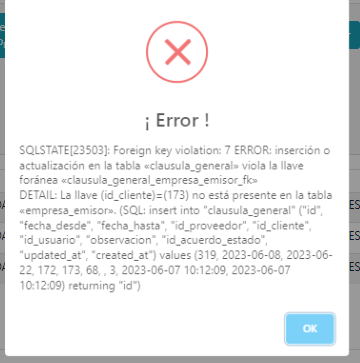 ¡ Error !
SQLSTATE[23503]: Foreign key violation: 7 ERROR: inserción o
actualización en la tabla «clausula_general» viola la llave
foránea «clausula_general_empresa_emisor_fk»
DETAIL: La llave (id_cliente)=(173) no está presente en la tabla
«empresa_emisor». (SQL: insert into "clausula_general" ("id",
"fecha_desde", "fecha_hasta", "id_proveedor", "id_cliente",
"id_usuario", "observacion", "id_acuerdo_estado",
"updated_at", "created_at") values (319, 2023-06-08, 2023-06-
22, 172, 173, 68, , 3, 2023-06-07 10:12:09, 2023-06-07
10:12:09) returning "id")
OK